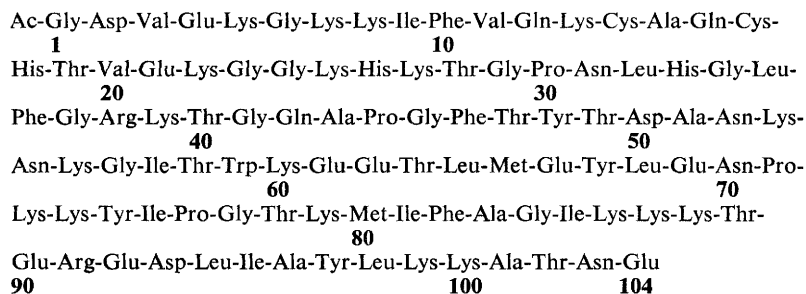 Ac-Gly-Asp-Val-Glu-Lys-Gly-Lys-Lys-Ile-Phe-Val-Gln-Lys-Cys-Ala-Gln-Cys-
1 10
His-Thr-Val-Glu-Lys-Gly-Gly-Lys-His-Lys-Thr-Gly-Pro-Asn-Leu-His-Gly-Leu-
20 30
Phe-Gly-Arg-Lys-Thr-Gly-Gln-Ala-Pro-Gly-Phe-Thr-Tyr-Thr-Asp-Ala-Asn-Lys-
40 50
Asn-Lys-Gly-Ile-Thr-Trp-Lys-Glu-Glu-Thr-Leu-Met-Glu-Tyr-Leu-Glu-Asn-Pro-
60 70
Lys-Lys-Tyr-Ile-Pro-Gly-Thr-Lys-Met-Ile-Phe-Ala-Gly-Ile-Lys-Lys-Lys-Thr-
80
Glu-Arg-Glu-Asp-Leu-Ile-Ala-Tyr-Leu-Lys-Lys-Ala-Thr-Asn-Glu
90 100 104